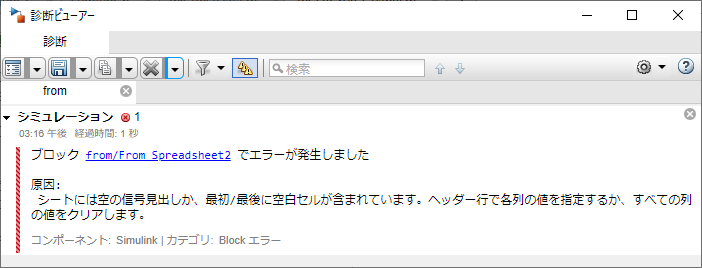 診断ビューアー
診断
検索
from
シミュレーション 1
03:16 午後 経過時間: 1 秒
ブロック from/From Spreadsheet2 でエラーが発生しました
原因:
シートには空の信号見出しか、最初/最後に空白セルが含まれています。ヘッダー行で各列の値を指定するか、すべての列
の値をクリアします。
コンポーネント: Simulink | カテゴリ: Block エラー